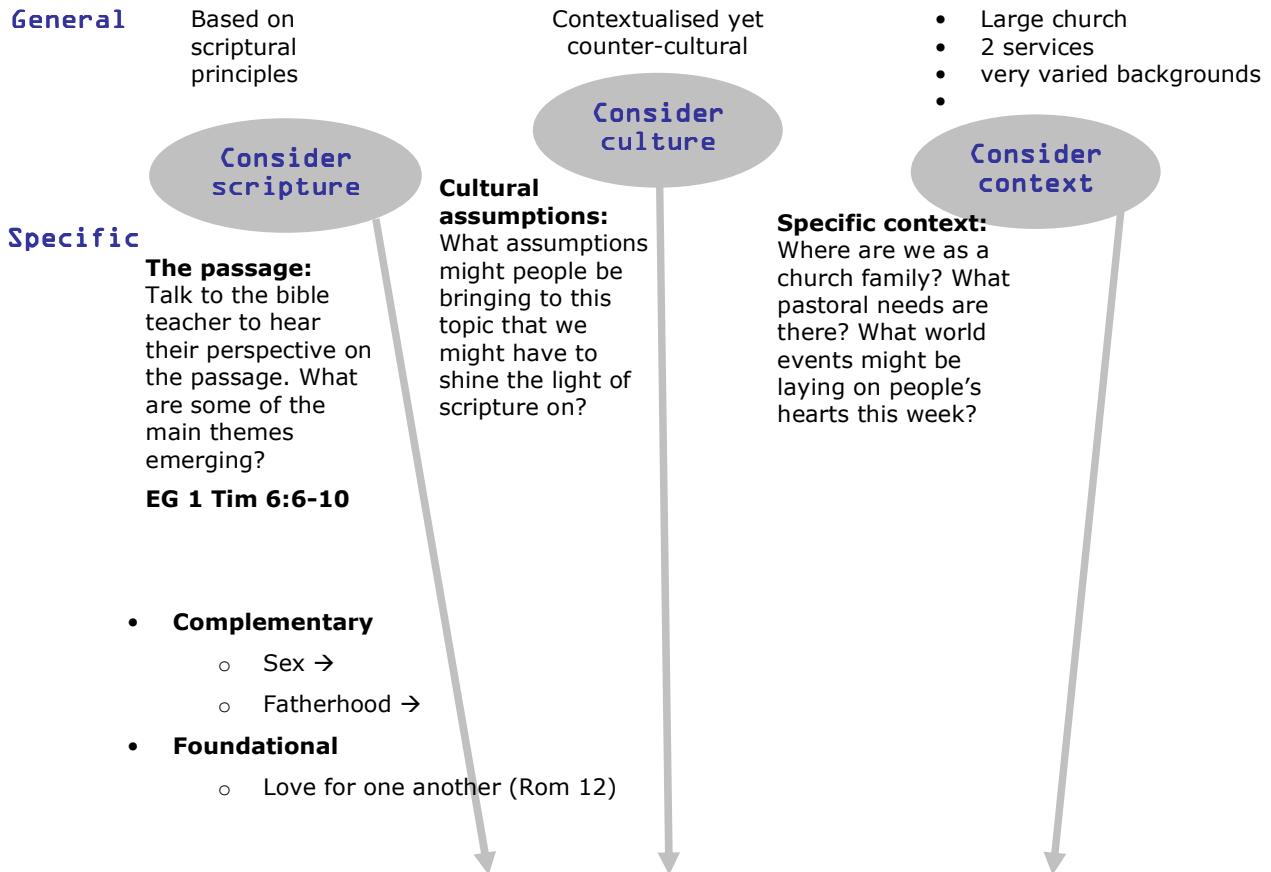 General
Based on
scriptural
principles
Contextualised yet
counter-cultural
• Large church
• 2 services
• very varied backgrounds
•
Consider
scripture
Consider
culture
Consider
context
Specific
The passage:
Talk to the bible
teacher to hear
their perspective on
the passage. What
are some of the
main themes
emerging?
EG 1 Tim 6:6-10
Cultural
assumptions:
What assumptions
might people be
bringing to this
topic that we
might have to
shine the light of
scripture on?
Specific context:
Where are we as a
church family? What
pastoral needs are
there? What world
events might be
laying on people's
hearts this week?
• Complementary
o Sex →
o Fatherhood →
• Foundational
o Love for one another (Rom 12)